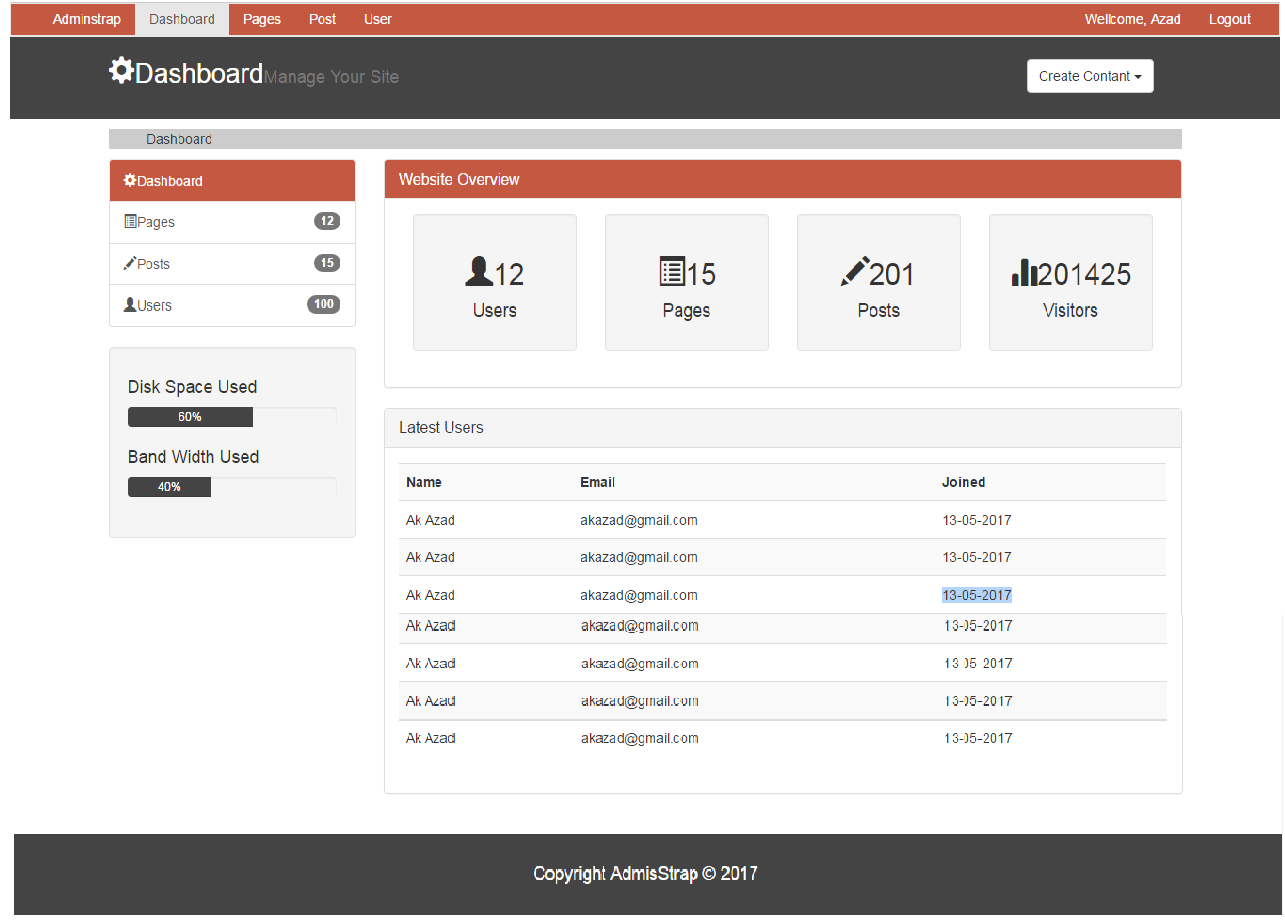 Adminstrap Dashboard Pages Post User Wellcome, Azad Logout
DashboardManage Your Site Create Contant
Dashboard
Dashboard
Pages 12
Posts 15
Users 100
Disk Space Used
60%
Band Width Used
40%
Website Overview
12 15 201 201425
Users Pages Posts Visitors
Latest Users
Name Email Joined
Ak Azad akazad@gmail.com 13-05-2017
Ak Azad akazad@gmail.com 13-05-2017
Ak Azad akazad@gmail.com 13-05-2017
Ak Azad akazad@gmail.com 13-05-2017
Ak Azad akazad@gmail.com 13-05-2017
Ak Azad akazad@gmail.com 13-05-2017
Ak Azad akazad@gmail.com 13-05-2017
Copyright AdmisStrap © 2017